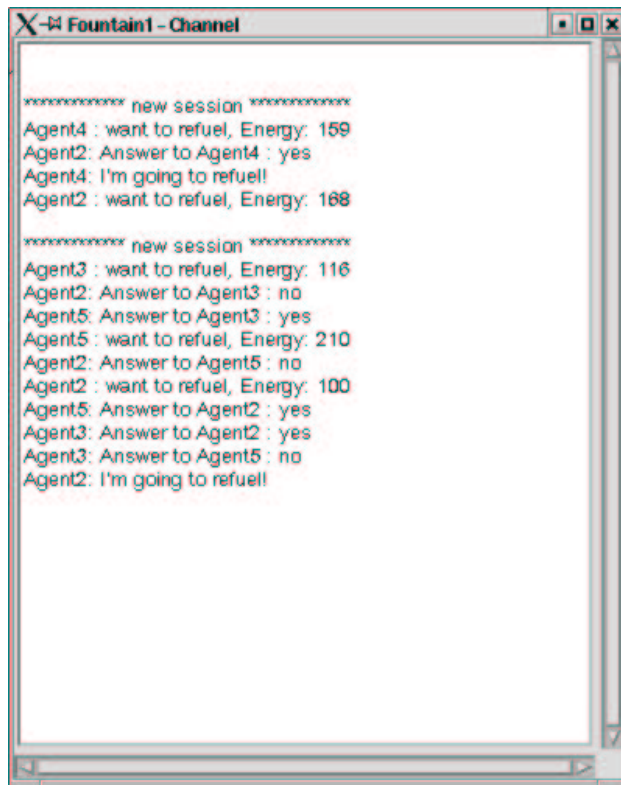 Fountain1 - Channel
************* new session *************
Agent4 : want to refuel, Energy: 159
Agent2: Answer to Agent4 : yes
Agent4: I'm going to refuel!
Agent2 : want to refuel, Energy: 168
************* new session *************
Agent3 : want to refuel, Energy: 116
Agent2: Answer to Agent3 : no
Agent5: Answer to Agent3 : yes
Agent5 : want to refuel, Energy: 210
Agent2: Answer to Agent5 : no
Agent2 : want to refuel, Energy: 100
Agent5: Answer to Agent2 : yes
Agent3: Answer to Agent2 : yes
Agent3: Answer to Agent5 : no
Agent2: I'm going to refuel!